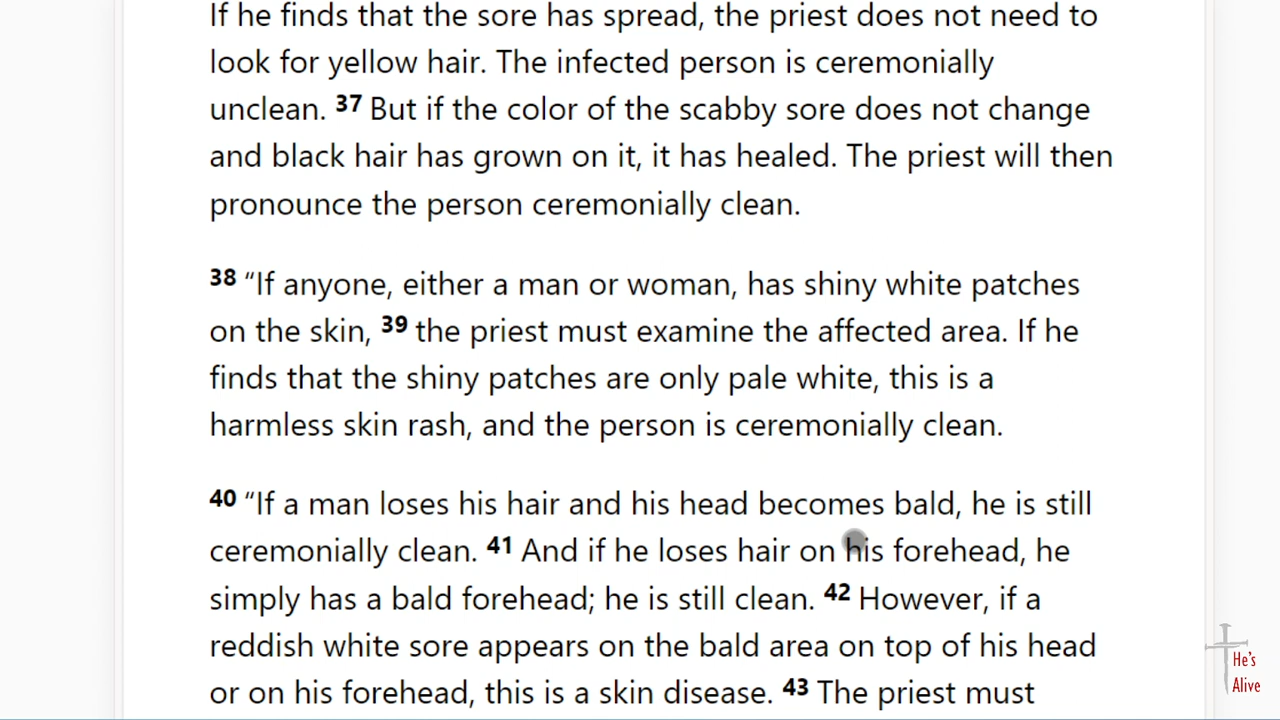 If he finds that the sore has spread, the priest does not need to
look for yellow hair. The infected person is ceremonially
unclean. 37 But if the color of the scabby sore does not change
and black hair has grown on it, it has healed. The priest will then
pronounce the person ceremonially clean.
38 “If anyone, either a man or woman, has shiny white patches
on the skin, 39 the priest must examine the affected area. If he
finds that the shiny patches are only pale white, this is a
harmless skin rash, and the person is ceremonially clean.
40 “If a man loses his hair and his head becomes bald, he is still
ceremonially clean. 41 And if he loses hair on his forehead, he
simply has a bald forehead; he is still clean. 42 However, if a
reddish white sore appears on the bald area on top of his head
or on his forehead, this is a skin disease. 43 The priest must
He's
Alive